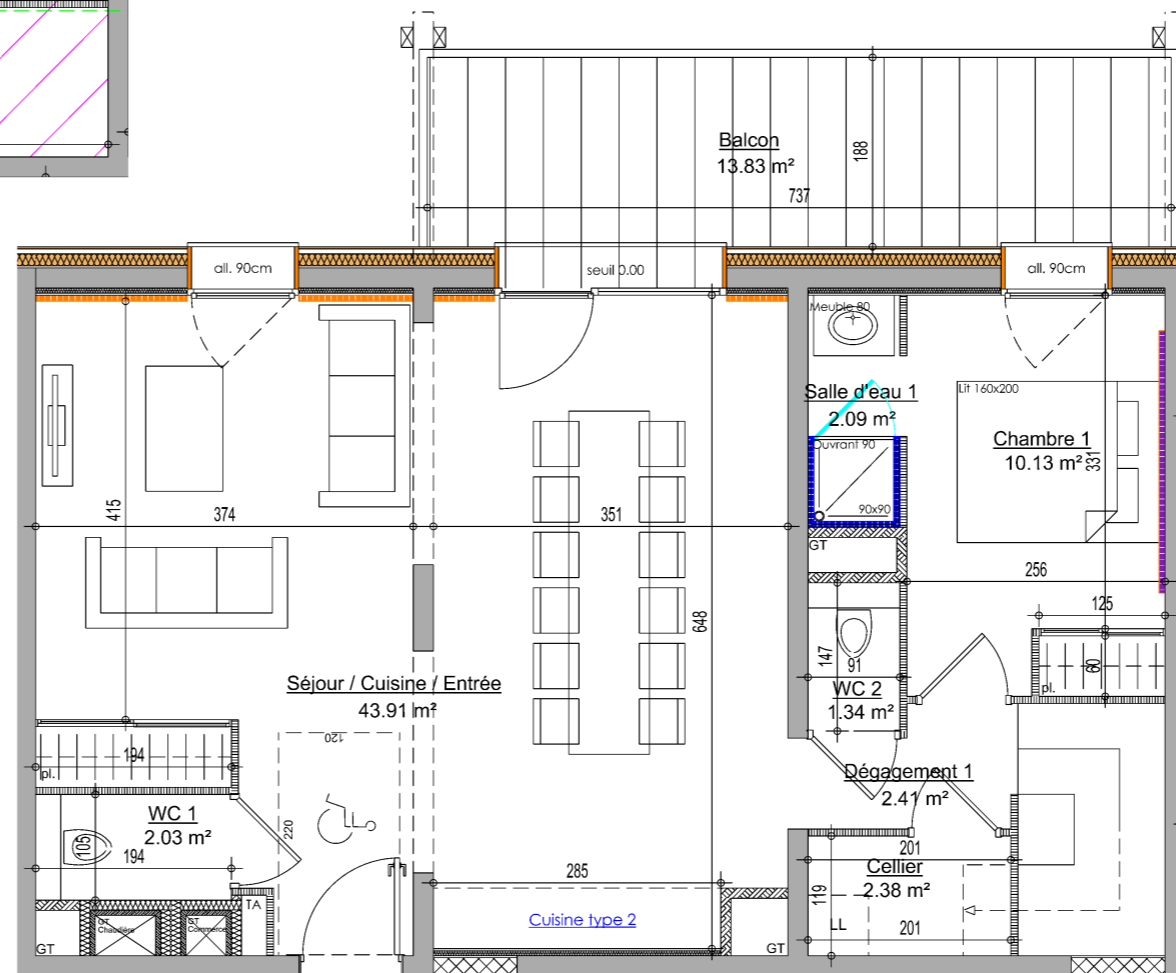 Balcon
13.83 m²
188
737
all. 90cm
seuil 0.00
all. 90cm
Meuble 80
Salle d'eau 1
2.09 m²
Lit 160x200
Chambre 1
10.13 m²
331
Ouvrant 90
90x90
GT
415
374
351
256
125
648
147
91
60
pl.
WC 2
1.34 m²
Séjour / Cuisine / Entrée
43.91 m²
120
194
pl.
Dégagement 1
2.41 m²
WC 1
2.03 m²
220
105
194
201
Cellier
2.38 m²
119
285
TA
Cuisine type 2
LL
201
GT
GT
Chaudière
GT
Commerce
GT